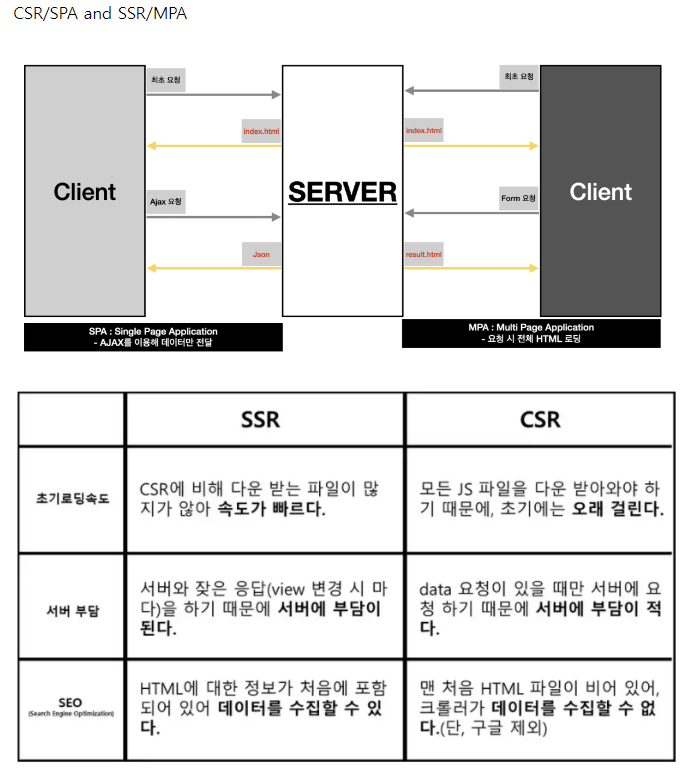 CSR/SPA and SSR/MPA
최초 요청
최초 요청
index.html
index.html
Client
SERVER
Client
Ajax 요청
Form 요청
Json
result.html
SPA : Single Page Application
- AJAX를 이용해 데이터만 전달
MPA : Multi Page Application
- 요청 시 전체 HTML 로딩
SSR
CSR
초기로딩속도
CSR에 비해 다운 받는 파일이 많
지가 않아 속도가 빠르다.
모든 JS 파일을 다운 받아와야 하
기 때문에, 초기에는 오래 걸린다.
서버 부담
서버와 잦은 응답(view 변경 시 마
다)을 하기 때문에 서버에 부담이
된다.
data 요청이 있을 때만 서버에 요
청 하기 때문에 서버에 부담이 적
다.
SEO
(Search Engine Optimization)
HTML에 대한 정보가 처음에 포함
되어 있어 데이터를 수집할 수 있
다.
맨 처음 HTML 파일이 비어 있어,
크롤러가 데이터를 수집할 수 없
다.(단, 구글 제외)